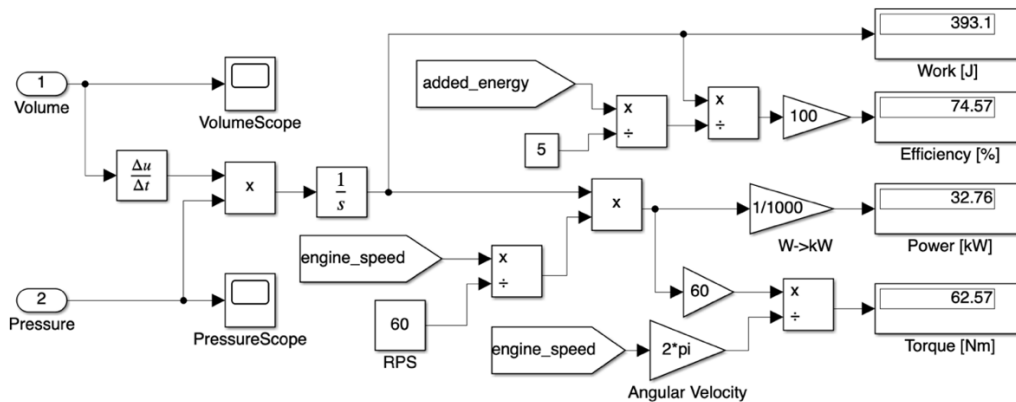 393.1
Work [J]
1
Volume
VolumeScope
added_energy
x
÷
5
x
÷
100
74.57
Efficiency [%]
Δu
Δt
x
1
s
x
1/1000
W->kW
32.76
Power [kW]
engine_speed
x
÷
60
RPS
2
Pressure
PressureScope
60
x
÷
62.57
Torque [Nm]
engine_speed
2*pi
Angular Velocity